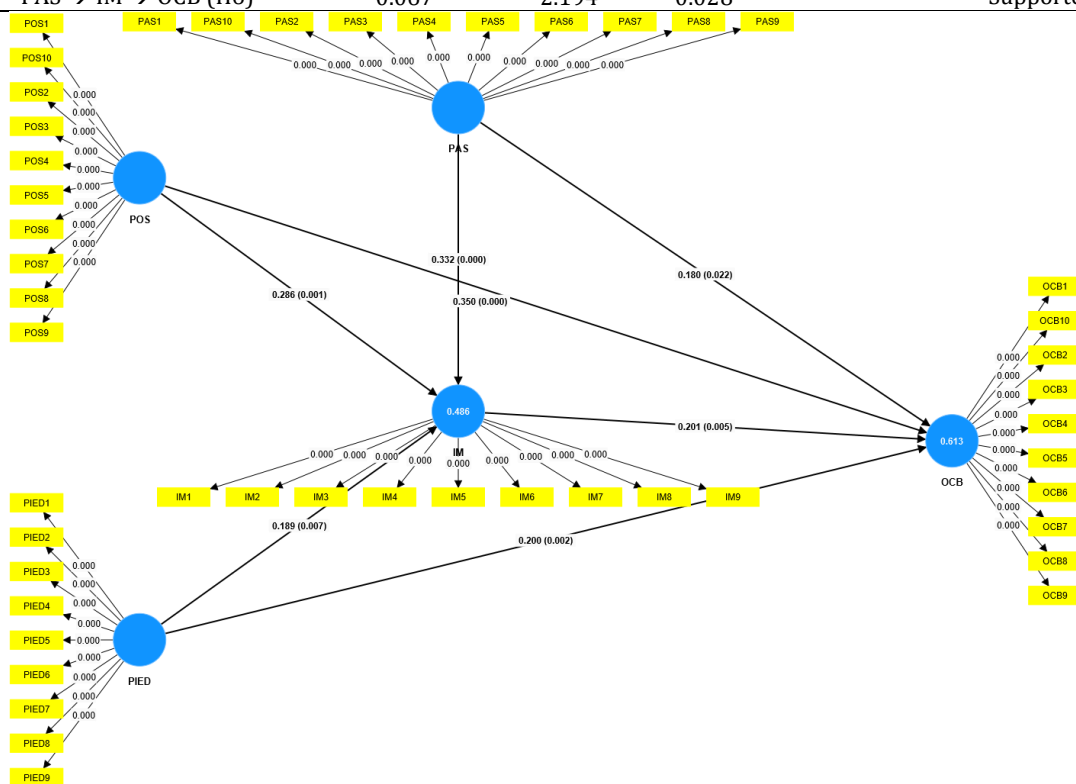 PAS → IM → OCB (H6) 0.067 2.194 0.028 Supporte
POS1 PAS1 PAS10 PAS2 PAS3 PAS4 PAS5 PAS6 PAS7 PAS8 PAS9
0.000 0.000 0.000 0.000 0.000 0.000 0.000 0.000 0.000 0.000
PAS
POS10
POS2
POS3
POS4
POS5
POS6
POS7
POS8
POS9
0.000
0.000
0.000
0.000
0.000
0.000
0.000
0.000
0.000
0.000
POS
0.332 (0.000)
0.180 (0.022)
0.286 (0.001)
0.350 (0.000)
0.486
IM
0.201 (0.005)
0.000 0.000 0.000 0.000 0.000 0.000 0.000 0.000 0.000
IM1 IM2 IM3 IM4 IM5 IM6 IM7 IM8 IM9
OCB1
OCB10
OCB2
OCB3
OCB4
OCB5
OCB6
OCB7
OCB8
OCB9
0.000
0.000
0.000
0.000
0.000
0.000
0.000
0.000
0.000
0.000
0.613
OCB
0.189 (0.007)
0.200 (0.002)
PIED1
PIED2
PIED3
PIED4
PIED5
PIED6
PIED7
PIED8
PIED9
0.000
0.000
0.000
0.000
0.000
0.000
0.000
0.000
0.000
PIED